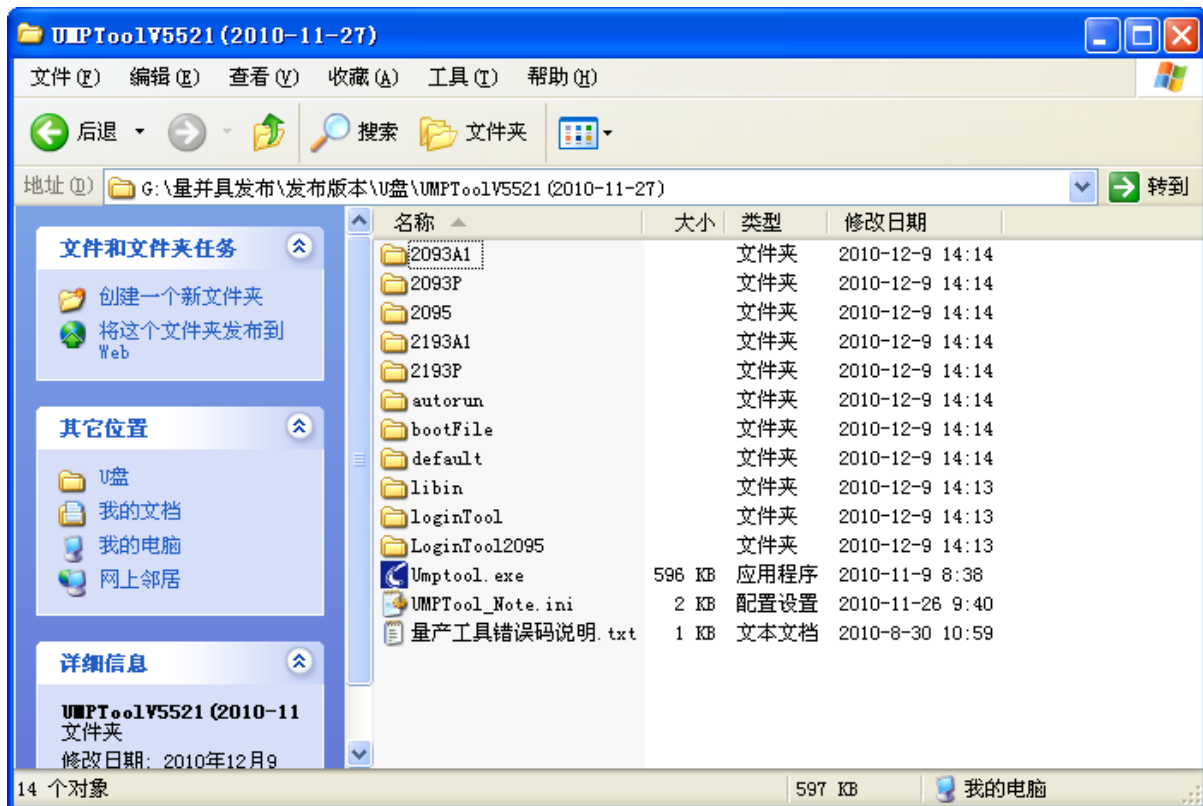 UMPToolV5521(2010-11-27)
文件(F) 编辑(E) 查看(V) 收藏(A) 工具(T) 帮助(H)
后退 搜索 文件夹
地址(D) G:\量并具发布\发布版本\U盘\UMPToolV5521(2010-11-27) 转到
文件和文件夹任务
创建一个新文件夹
将这个文件夹发布到
Web
其它位置
U盘
我的文档
我的电脑
网上邻居
详细信息
UMPToolV5521(2010-11
文件夹
修改日期: 2010年12月9
名称 大小 类型 修改日期
2093A1 文件夹 2010-12-9 14:14
2093P 文件夹 2010-12-9 14:14
2095 文件夹 2010-12-9 14:14
2193A1 文件夹 2010-12-9 14:14
2193P 文件夹 2010-12-9 14:14
autorun 文件夹 2010-12-9 14:14
bootFile 文件夹 2010-12-9 14:14
default 文件夹 2010-12-9 14:14
libin 文件夹 2010-12-9 14:13
loginTool 文件夹 2010-12-9 14:13
LoginTool2095 文件夹 2010-12-9 14:13
Umptool.exe 596 KB 应用程序 2010-11-9 8:38
UMPTool_Note.ini 2 KB 配置设置 2010-11-26 9:40
量产工具错误码说明.txt 1 KB 文本文档 2010-8-30 10:59
14 个对象 597 KB 我的电脑